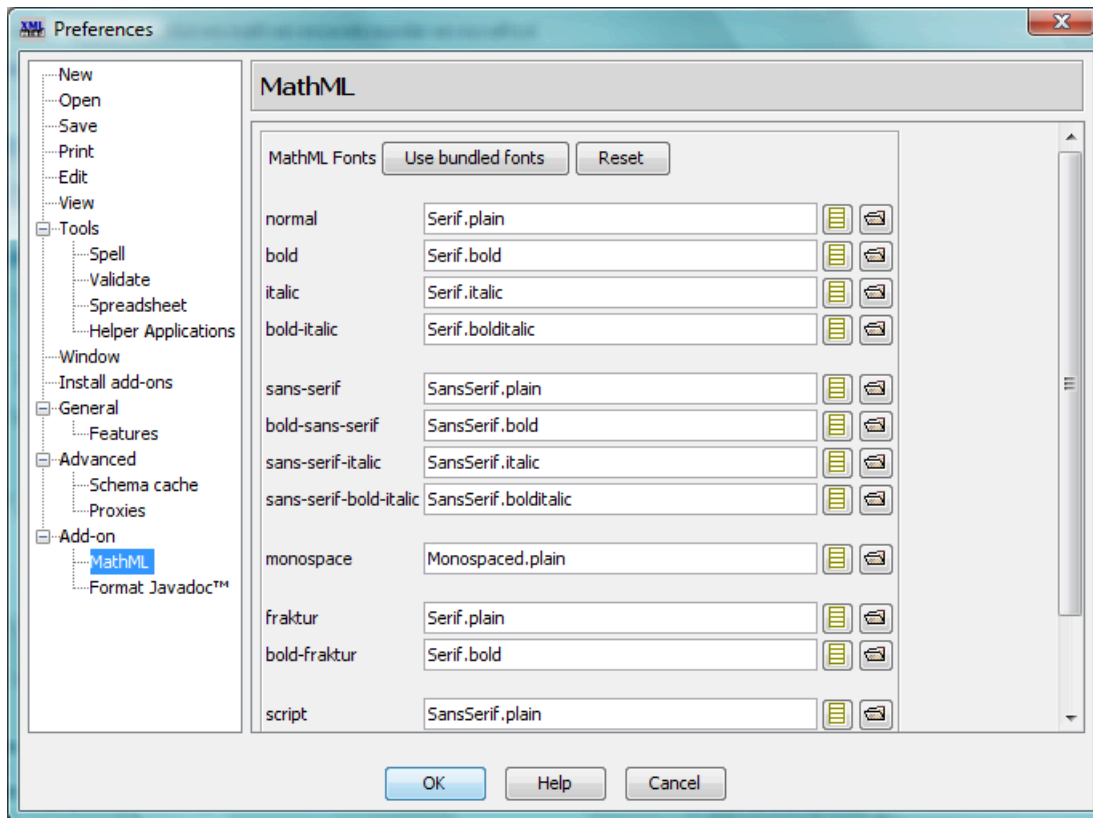 XML Preferences
New
Open
Save
Print
Edit
View
Tools
Spell
Validate
Spreadsheet
Helper Applications
Window
Install add-ons
General
Features
Advanced
Schema cache
Proxies
Add-on
MathML
Format Javadoc™
MathML
MathML Fonts Use bundled fonts Reset
normal Serif.plain
bold Serif.bold
italic Serif.italic
bold-italic Serif.bolditalic
sans-serif SansSerif.plain
bold-sans-serif SansSerif.bold
sans-serif-italic SansSerif.italic
sans-serif-bold-italic SansSerif.bolditalic
monospace Monospaced.plain
fraktur Serif.plain
bold-fraktur Serif.bold
script SansSerif.plain
OK Help Cancel